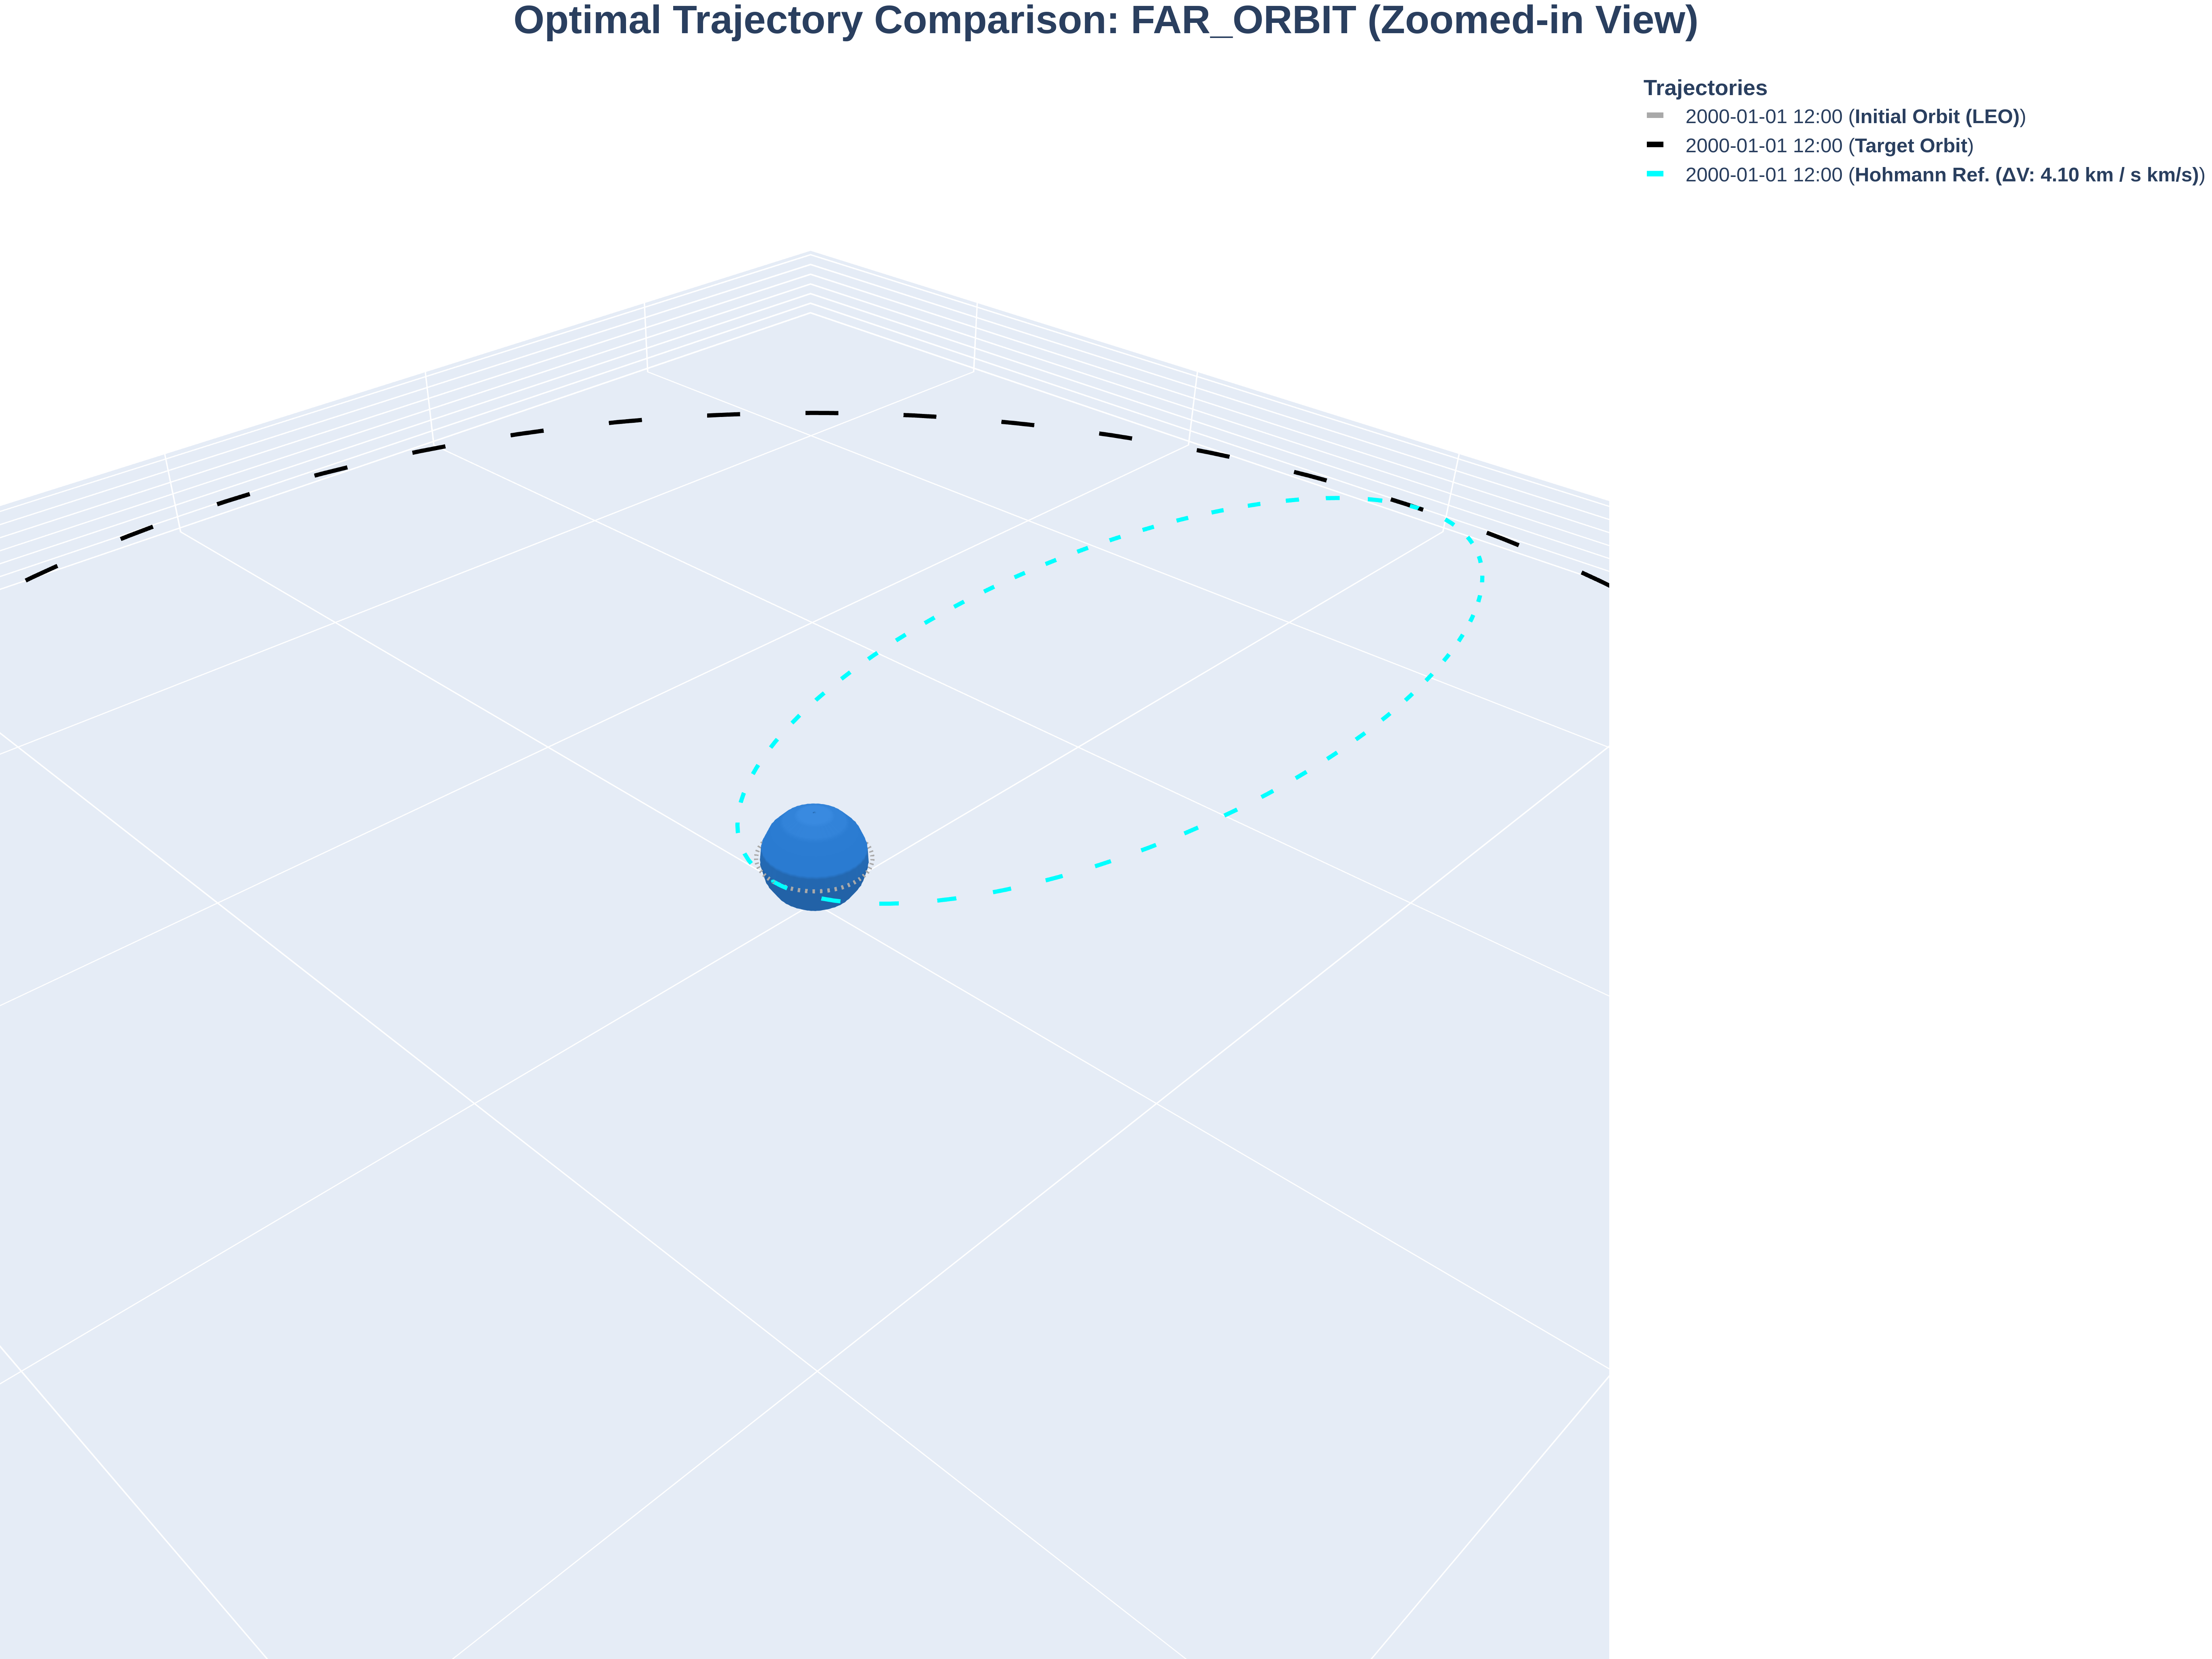 Optimal Trajectory Comparison: FAR_ORBIT (Zoomed-in View)
Trajectories
2000-01-01 12:00 (Initial Orbit (LEO))
2000-01-01 12:00 (Target Orbit)
2000-01-01 12:00 (Hohmann Ref. (ΔV: 4.10 km / s km/s))